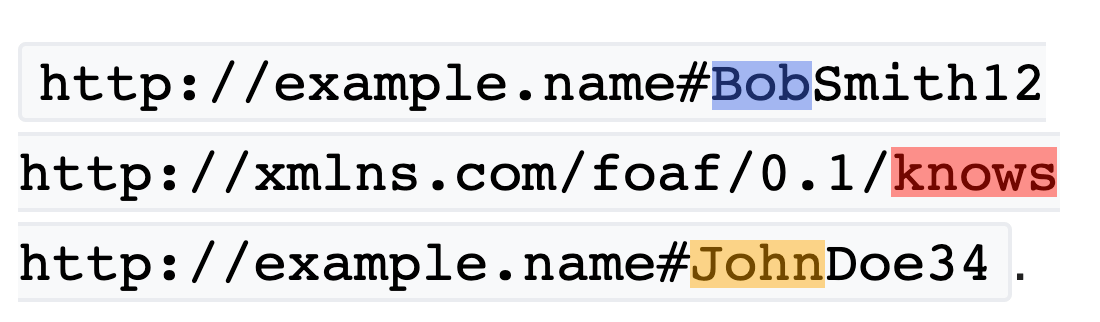 http://example.name#BobSmith12
http://xmlns.com/foaf/0.1/knows
http://example.name#JohnDoe34 .